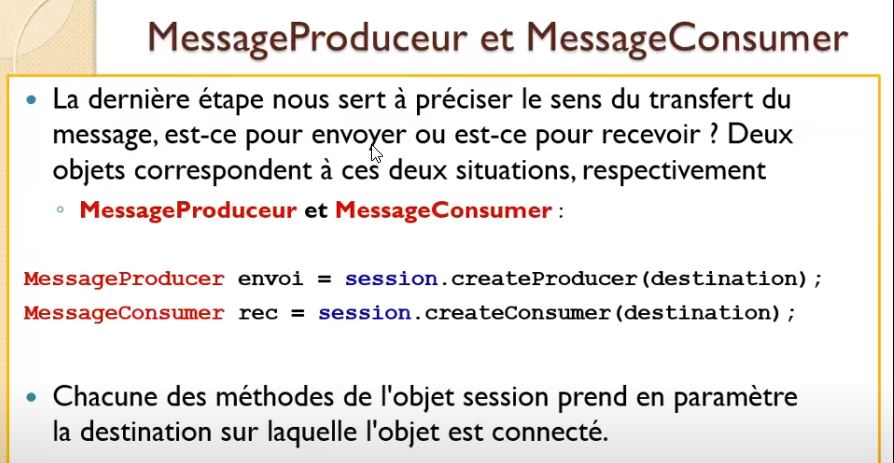 MessageProduceur et MessageConsumer
La dernière étape nous sert à préciser le sens du transfert du
message, est-ce pour envoyer ou est-ce pour recevoir ? Deux
objets correspondent à ces deux situations, respectivement
MessageProduceur et MessageConsumer :
MessageProducer envoi = session.createProducer(destination);
MessageConsumer rec = session.createConsumer(destination);
Chacune des méthodes de l'objet session prend en paramètre
la destination sur laquelle l'objet est connecté.